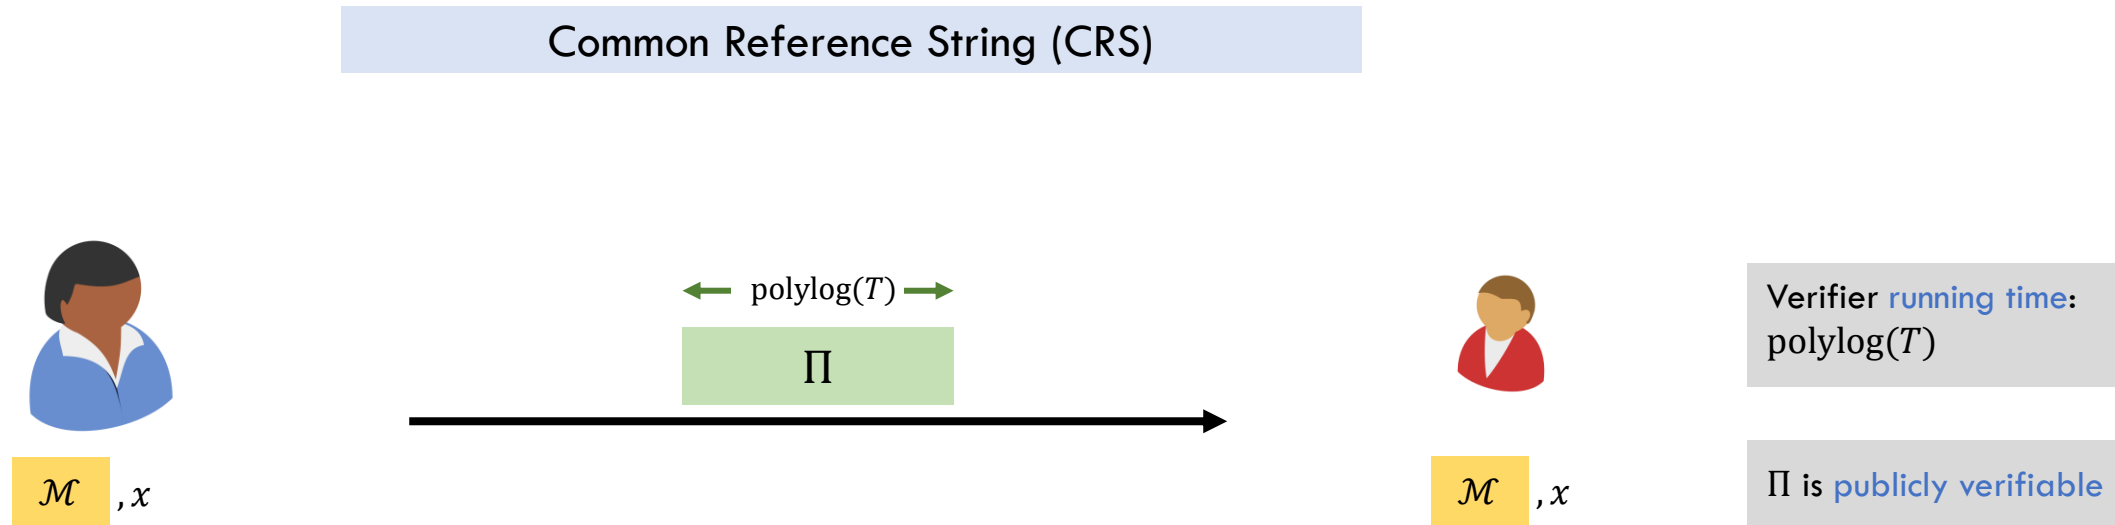 Common Reference String (CRS)
polylog(T)
Π
Verifier running time:
polylog(T)
ℳ , x
ℳ , x
Π is publicly verifiable